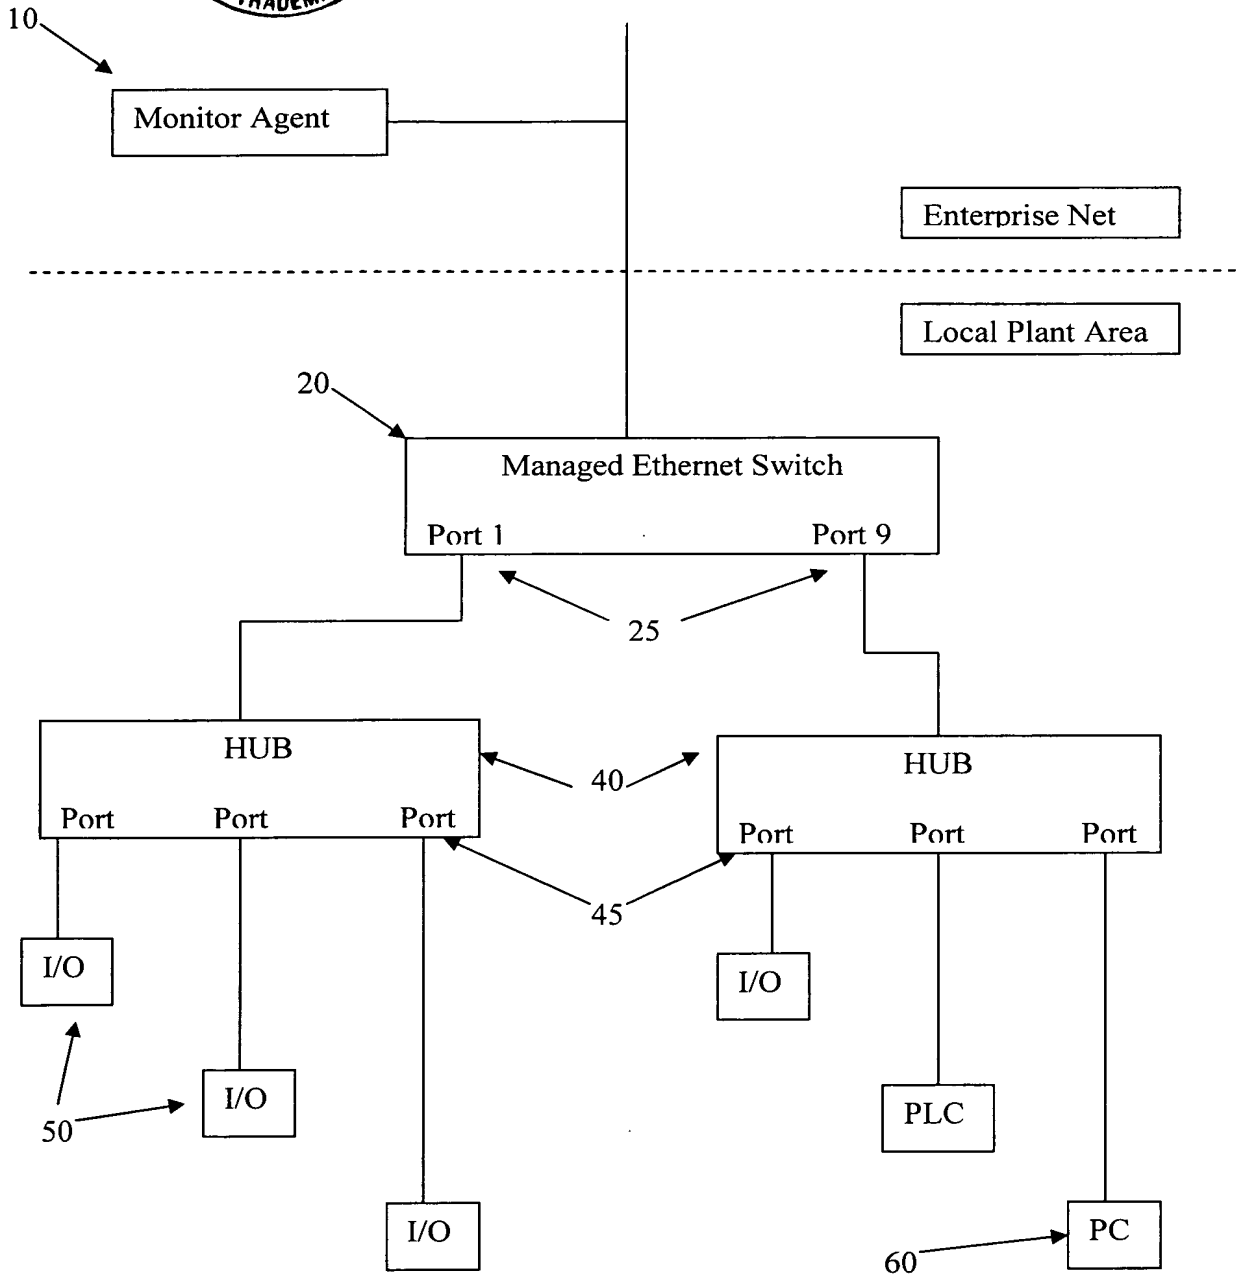 10
Monitor Agent
Enterprise Net
Local Plant Area
20
Managed Ethernet Switch
Port 1 Port 9
25
HUB
HUB
40
Port Port Port
Port Port Port
45
I/O
I/O
I/O
PLC
50
I/O
PC
60